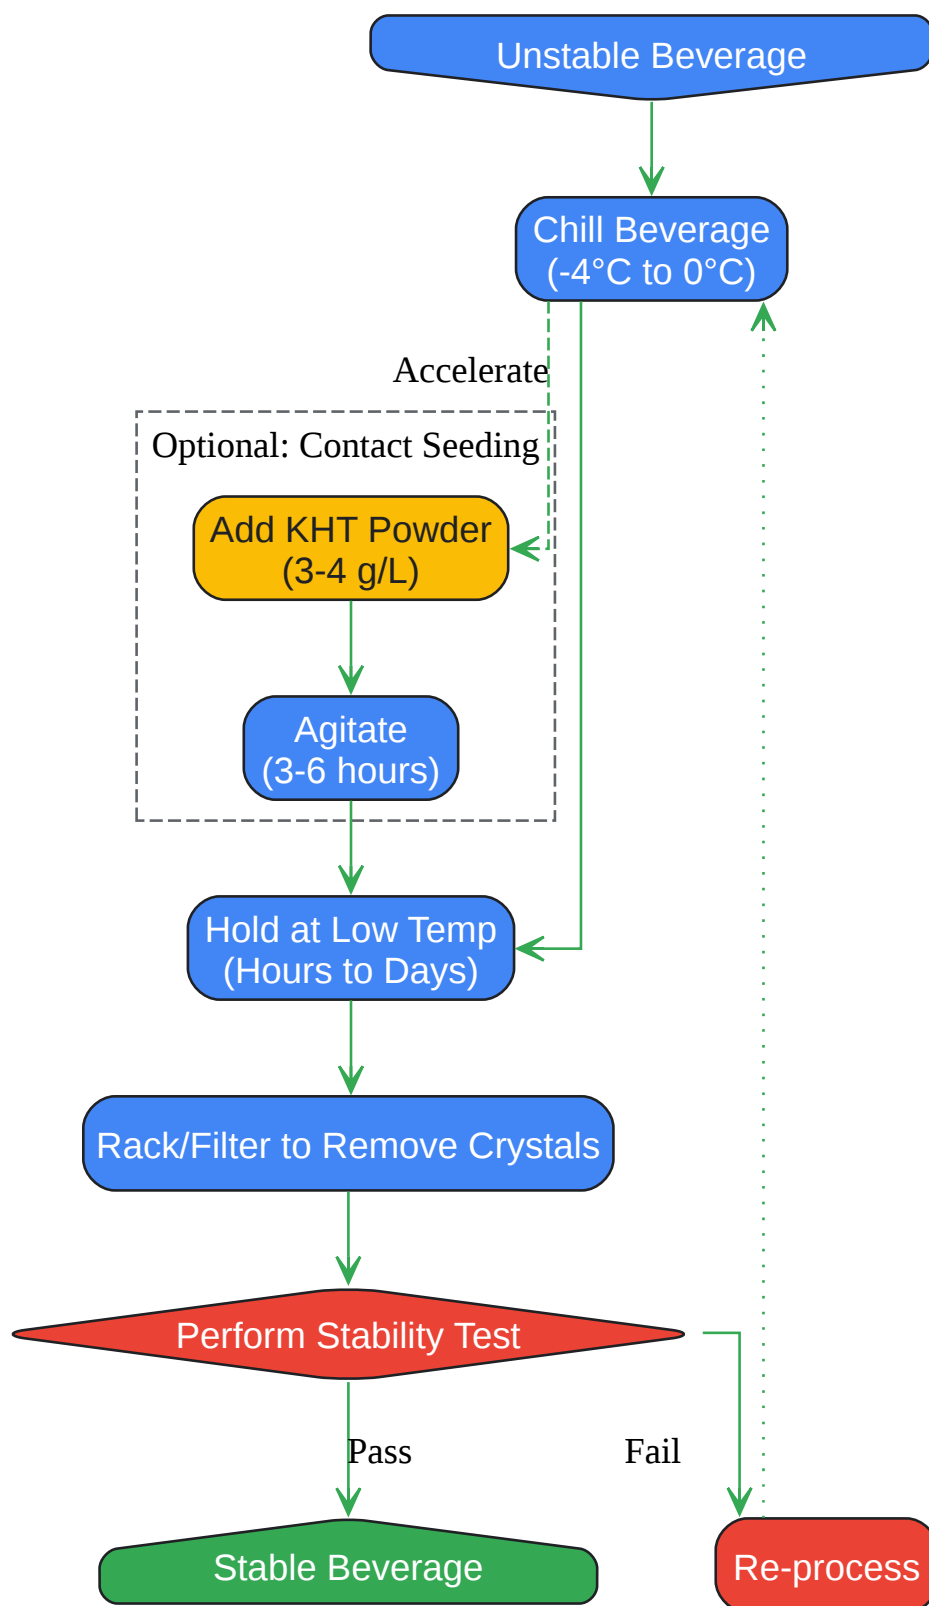 Unstable Beverage
Chill Beverage
(-4°C to 0°C)
Accelerate
Optional: Contact Seeding
Add KHT Powder
(3-4 g/L)
Agitate
(3-6 hours)
Hold at Low Temp
(Hours to Days)
Rack/Filter to Remove Crystals
Perform Stability Test
Pass
Fail
Stable Beverage
Re-process